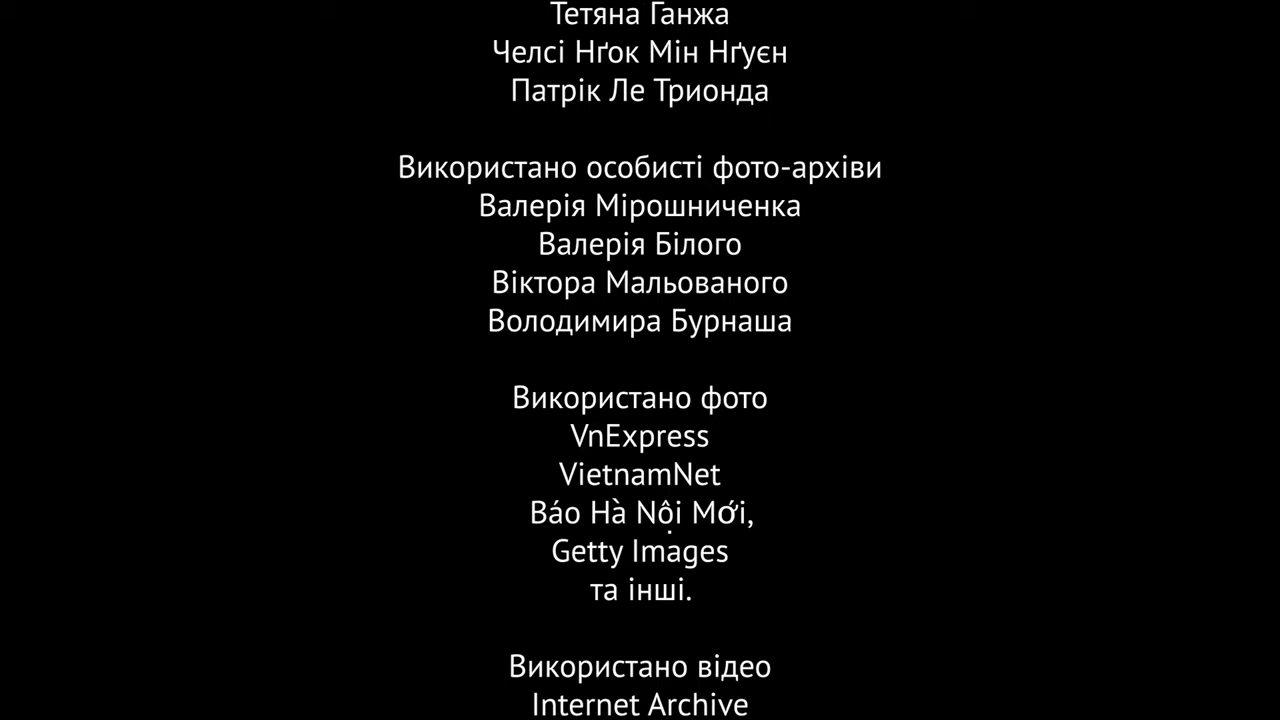 Тетяна Ганжа
Челсі Нґок Мін Нґуєн
Патрік Ле Трионда
Використано особисті фото-архіви
Валерія Мірошниченка
Валерія Білого
Віктора Мальованого
Володимира Бурнаша
Використано фото
VnExpress
VietnamNet
Báo Hà Nội Mới,
Getty Images
та інші.
Використано відео
Internet Archive